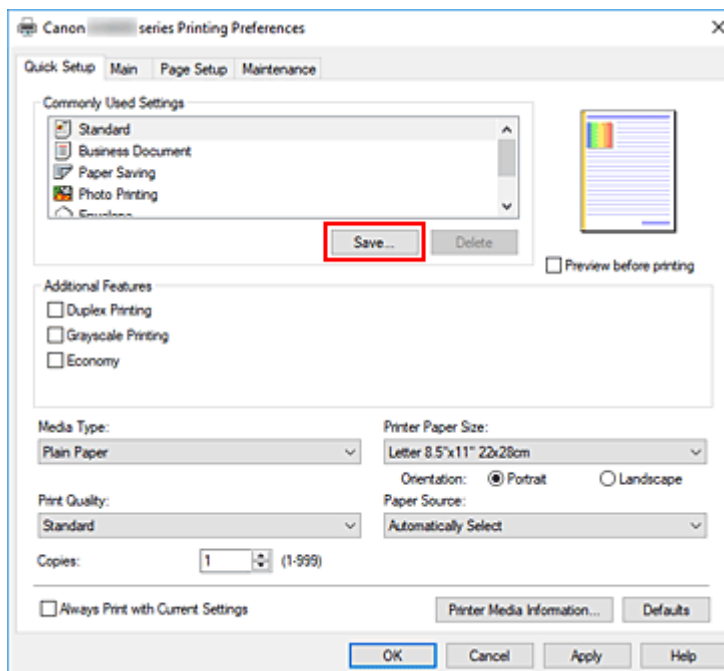 Canon series Printing Preferences
Quick Setup Main Page Setup Maintenance
Commonly Used Settings
Standard
Business Document
Paper Saving
Photo Printing
Envelope
Save... Delete
Preview before printing
Additional Features
Duplex Printing
Grayscale Printing
Economy
Media Type: Printer Paper Size:
Plain Paper Letter 8.5"x11" 22x28cm
Orientation: Portrait Landscape
Print Quality: Paper Source:
Standard Automatically Select
Copies: 1 (1-999)
Always Print with Current Settings Printer Media Information... Defaults
OK Cancel Apply Help